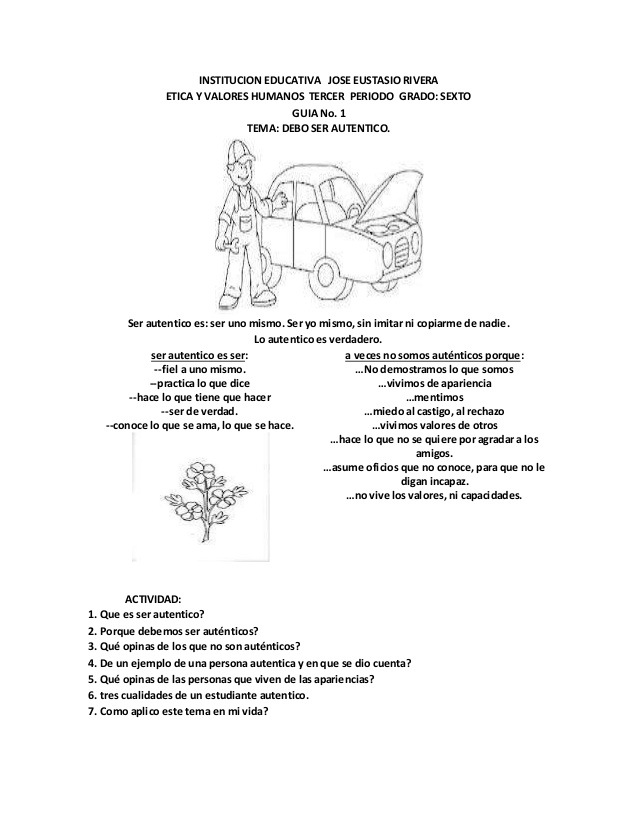 INSTITUCION EDUCATIVA JOSE EUSTASIO RIVERA
ETICA Y VALORES HUMANOS TERCER PERIODO GRADO: SEXTO
GUIA No. 1
TEMA: DEBO SER AUTENTICO.
Ser autentico es: ser uno mismo. Ser yo mismo, sin imitar ni copiarme de nadie.
Lo autentico es verdadero.
ser autentico es ser:
--fiel a uno mismo.
--practica lo que dice
--hace lo que tiene que hacer
--ser de verdad.
--conoce lo que se ama, lo que se hace.
a veces no somos auténticos porque:
...No demostramos lo que somos
...vivimos de apariencia
...mentimos
...miedo al castigo, al rechazo
...vivimos valores de otros
...hace lo que no se quiere por agradar a los
amigos.
...asume oficios que no conoce, para que no le
digan incapaz.
...no vive los valores, ni capacidades.
ACTIVIDAD:
1. Que es ser autentico?
2. Porque debemos ser auténticos?
3. Qué opinas de los que no son auténticos?
4. De un ejemplo de una persona autentica y en que se dio cuenta?
5. Qué opinas de las personas que viven de las apariencias?
6. tres cualidades de un estudiante autentico.
7. Como aplico este tema en mi vida?